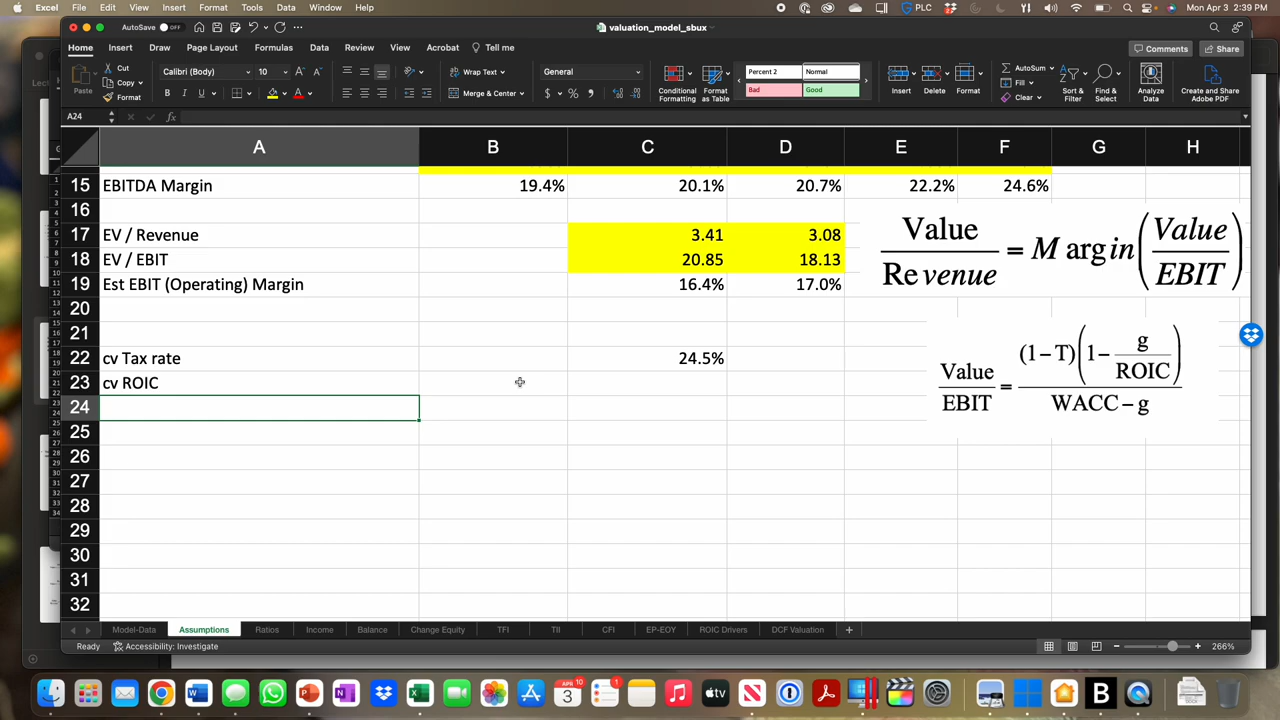 Excel File Edit View Insert Format Tools Data Window Help PLC Mon Apr 3 2:39 PM
AutoSave OFF valuation_model_sbux
Home Insert Draw Page Layout Formulas Data Review View Acrobat Tell me Comments Share
Paste Cut Copy Format Calibri (Body) 10 Wrap Text Merge & Center General Conditional Formatting Format as Table Percent 2 Normal Bad Good Insert Delete Format AutoSum Fill Clear Sort & Filter Find & Select Analyze Data Create and Share Adobe PDF
A24 fx
A B C D E F G H
15 EBITDA Margin 19.4% 20.1% 20.7% 22.2% 24.6%
16
17 EV / Revenue 3.41 3.08
18 EV / EBIT 20.85 18.13
19 Est EBIT (Operating) Margin 16.4% 17.0%
Value / Revenue = Margin (Value / EBIT)
20
21
22 cv Tax rate 24.5%
23 cv ROIC
Value / EBIT = (1 – T)(1 – g / ROIC) / WACC – g
24
25
26
27
28
29
30
31
32
Model-Data Assumptions Ratios Income Balance Change Equity TFI TII CFI EP-EOY ROIC Drivers DCF Valuation +
Ready Accessibility: Investigate 266%